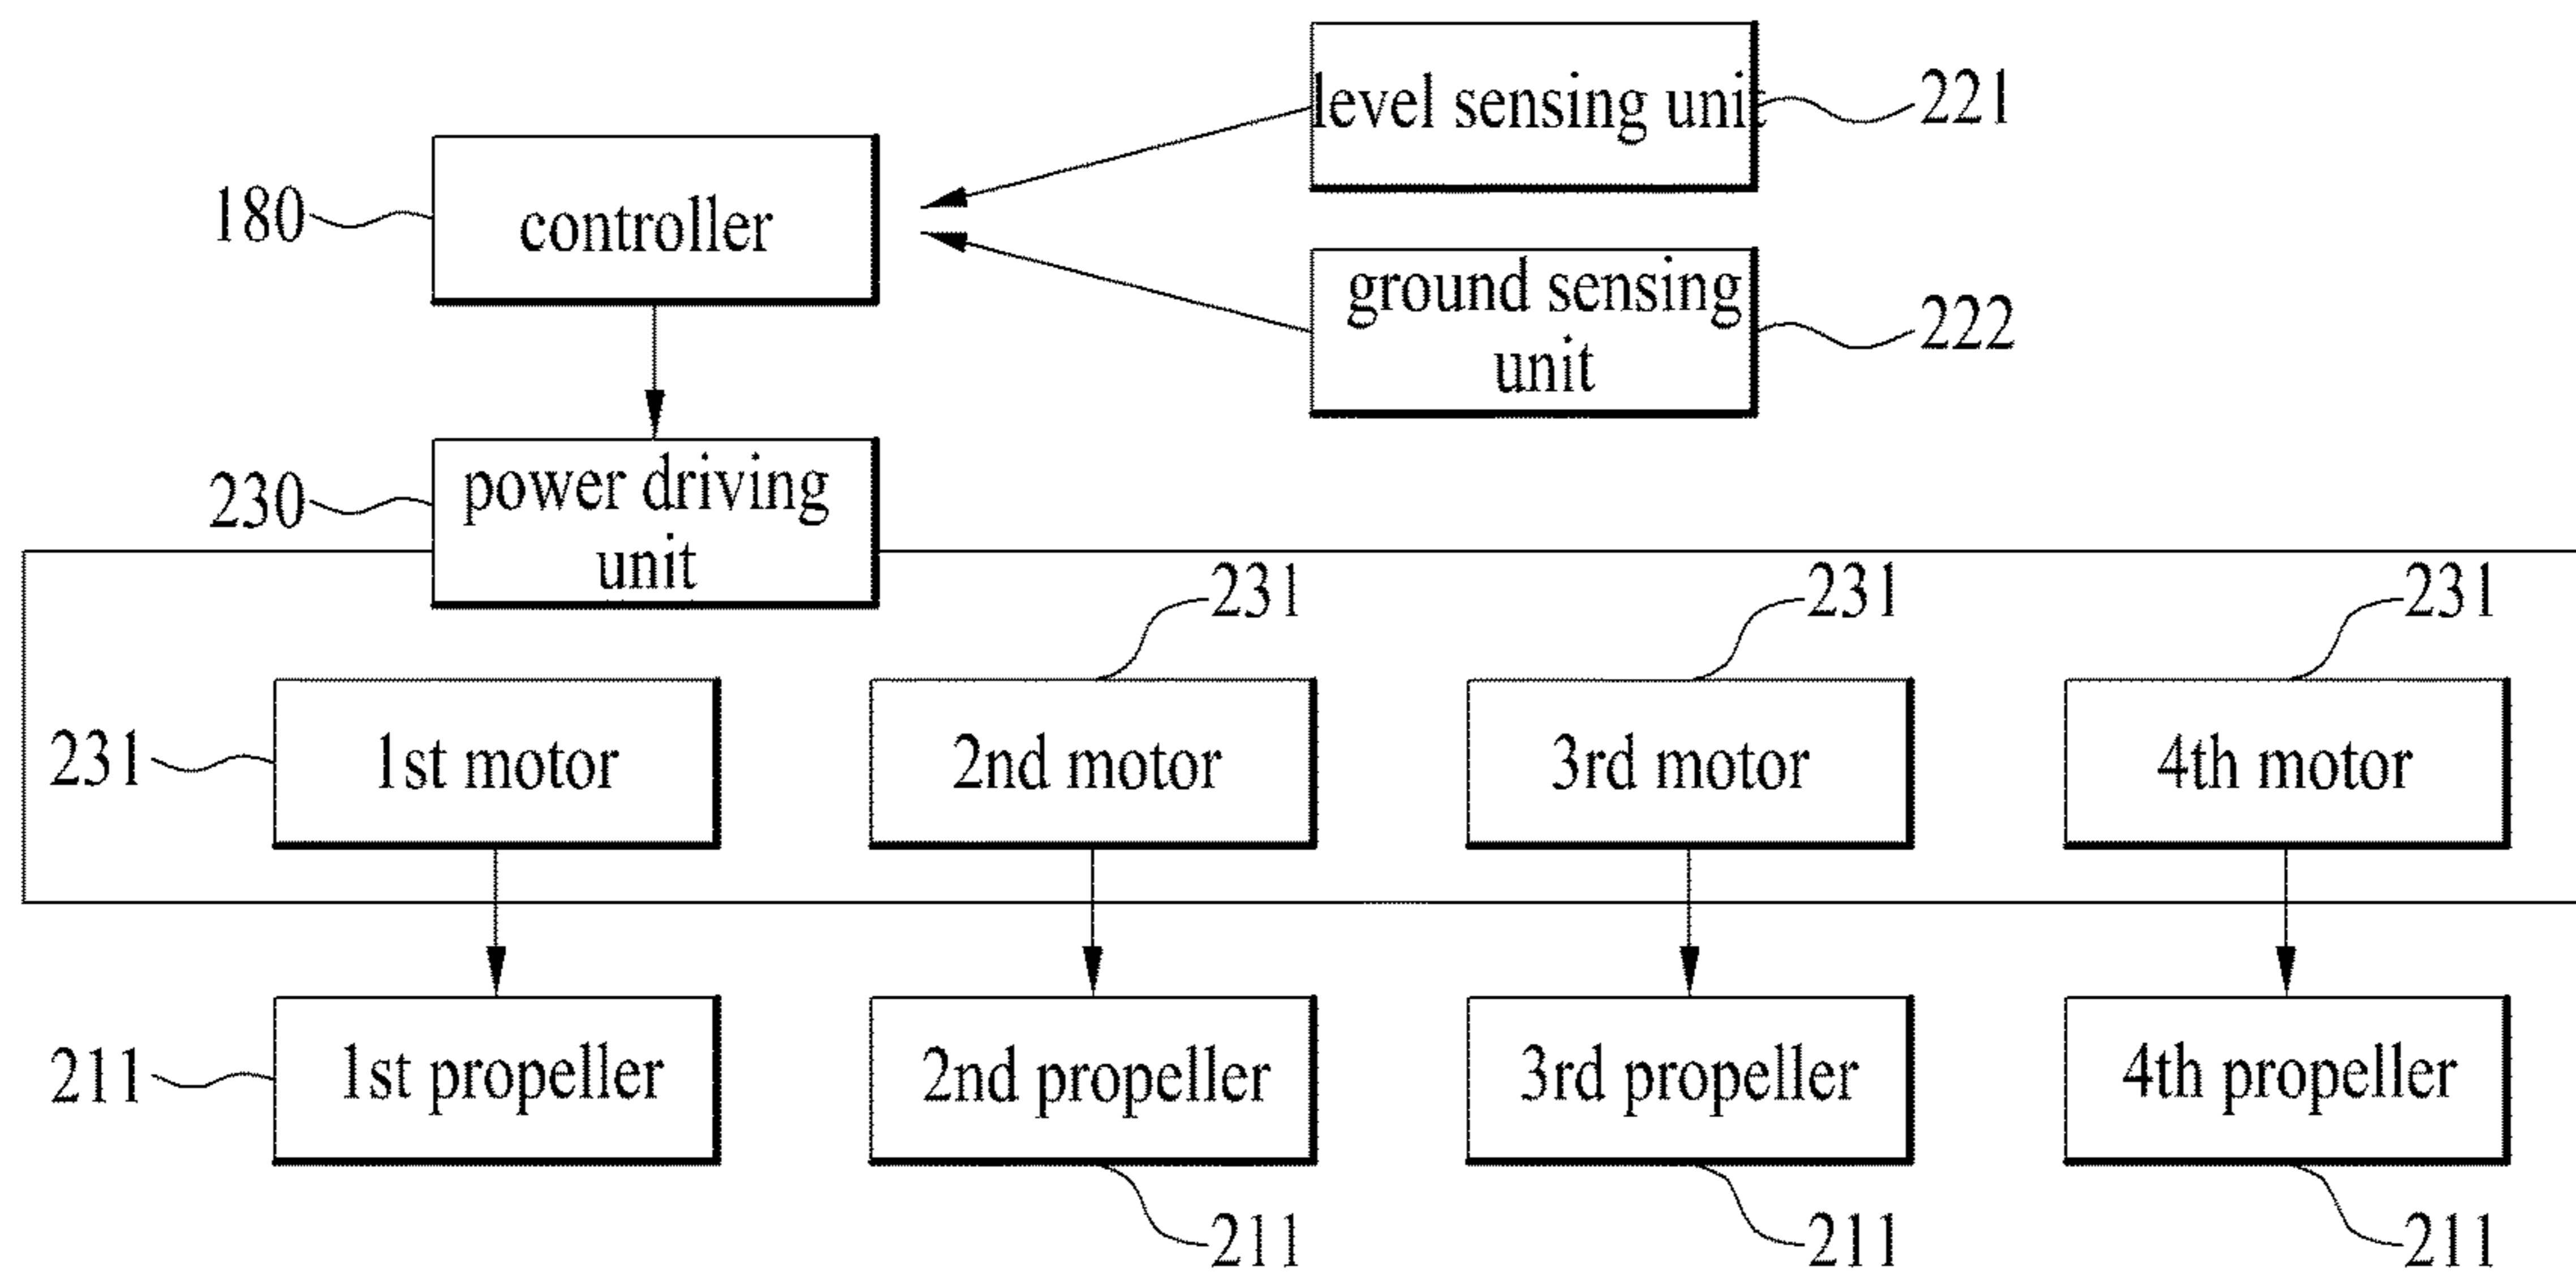 level sensing unit
221
180
controller
ground sensing
unit
222
230
power driving
unit
231
231
231
231
1st motor
2nd motor
3rd motor
4th motor
211
1st propeller
2nd propeller
3rd propeller
4th propeller
211
211
211